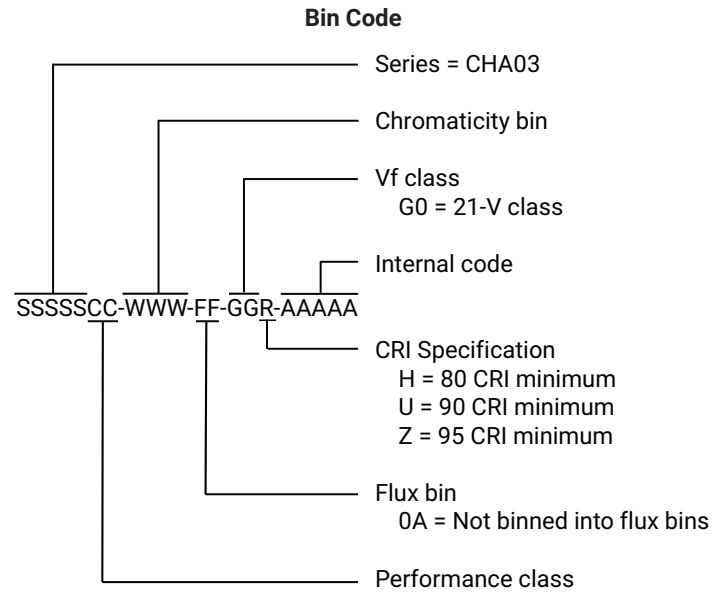 Bin Code
Series = CHA03
Chromaticity bin
Vf class
G0 = 21-V class
Internal code
SSSSSCC-WWW-FF-GGR-AAAAA
CRI Specification
H = 80 CRI minimum
U = 90 CRI minimum
Z = 95 CRI minimum
Flux bin
0A = Not binned into flux bins
Performance class